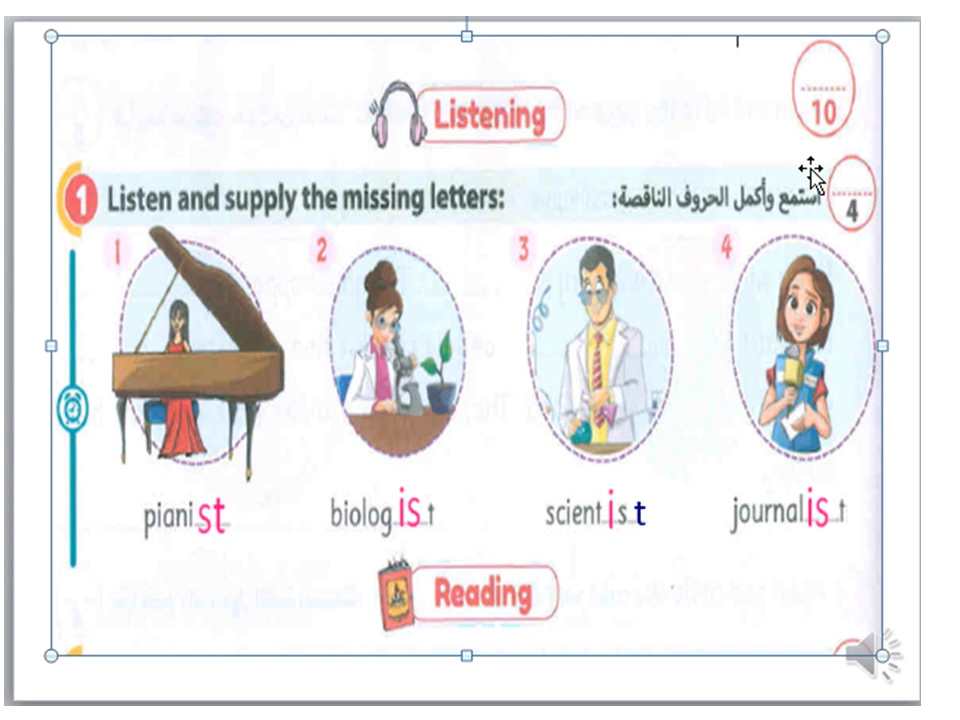 10
Listening
1 Listen and supply the missing letters:
استمع وأكمل الحروف الناقصة:
4
1
2
3
4
pianist
biologist
scientist
journalist
Reading